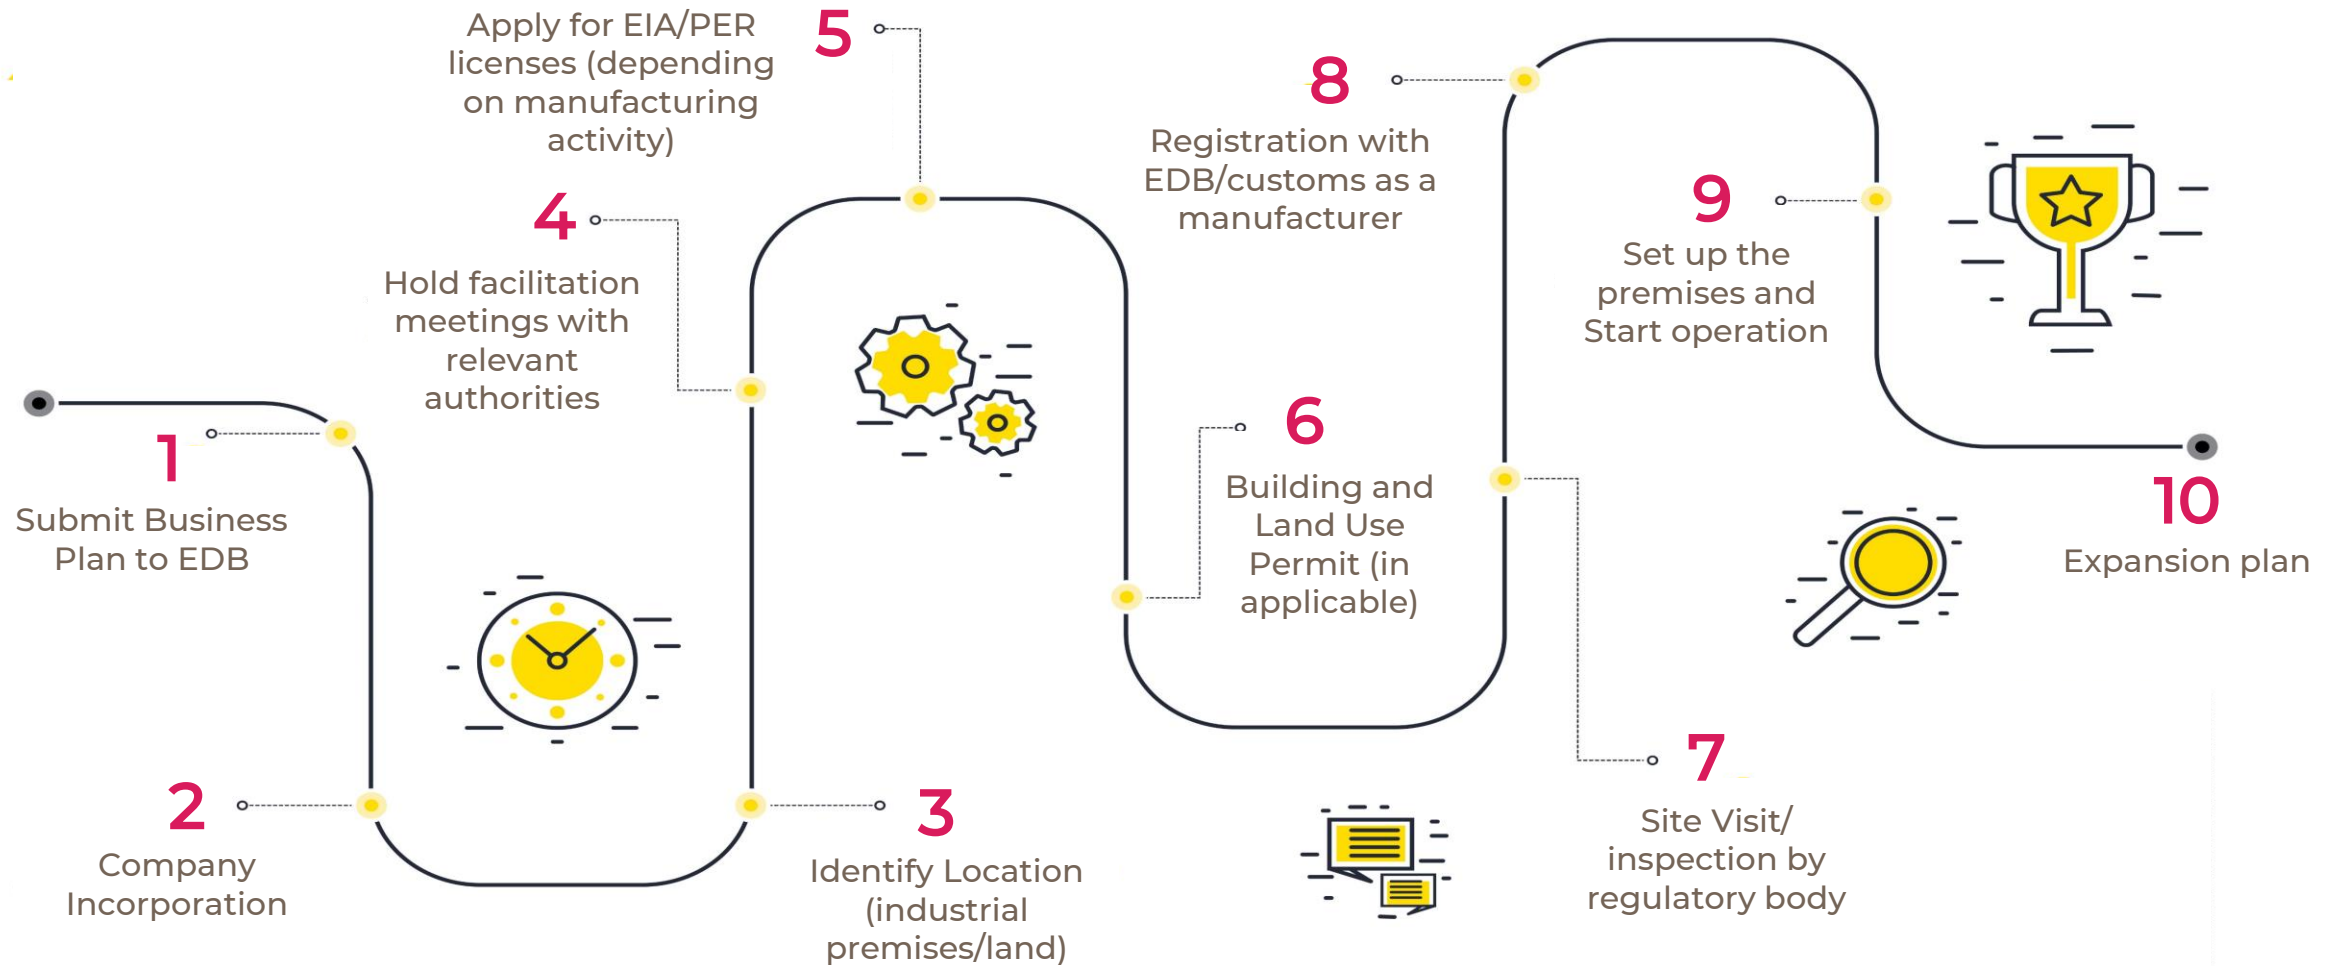 1
Submit Business
Plan to EDB
2
Company
Incorporation
3
Identify Location
(industrial
premises/land)
4
Hold facilitation
meetings with
relevant
authorities
5
Apply for EIA/PER
licenses (depending
on manufacturing
activity)
6
Building and
Land Use
Permit (in
applicable)
7
Site Visit/
inspection by
regulatory body
8
Registration with
EDB/customs as a
manufacturer
9
Set up the
premises and
Start operation
10
Expansion plan